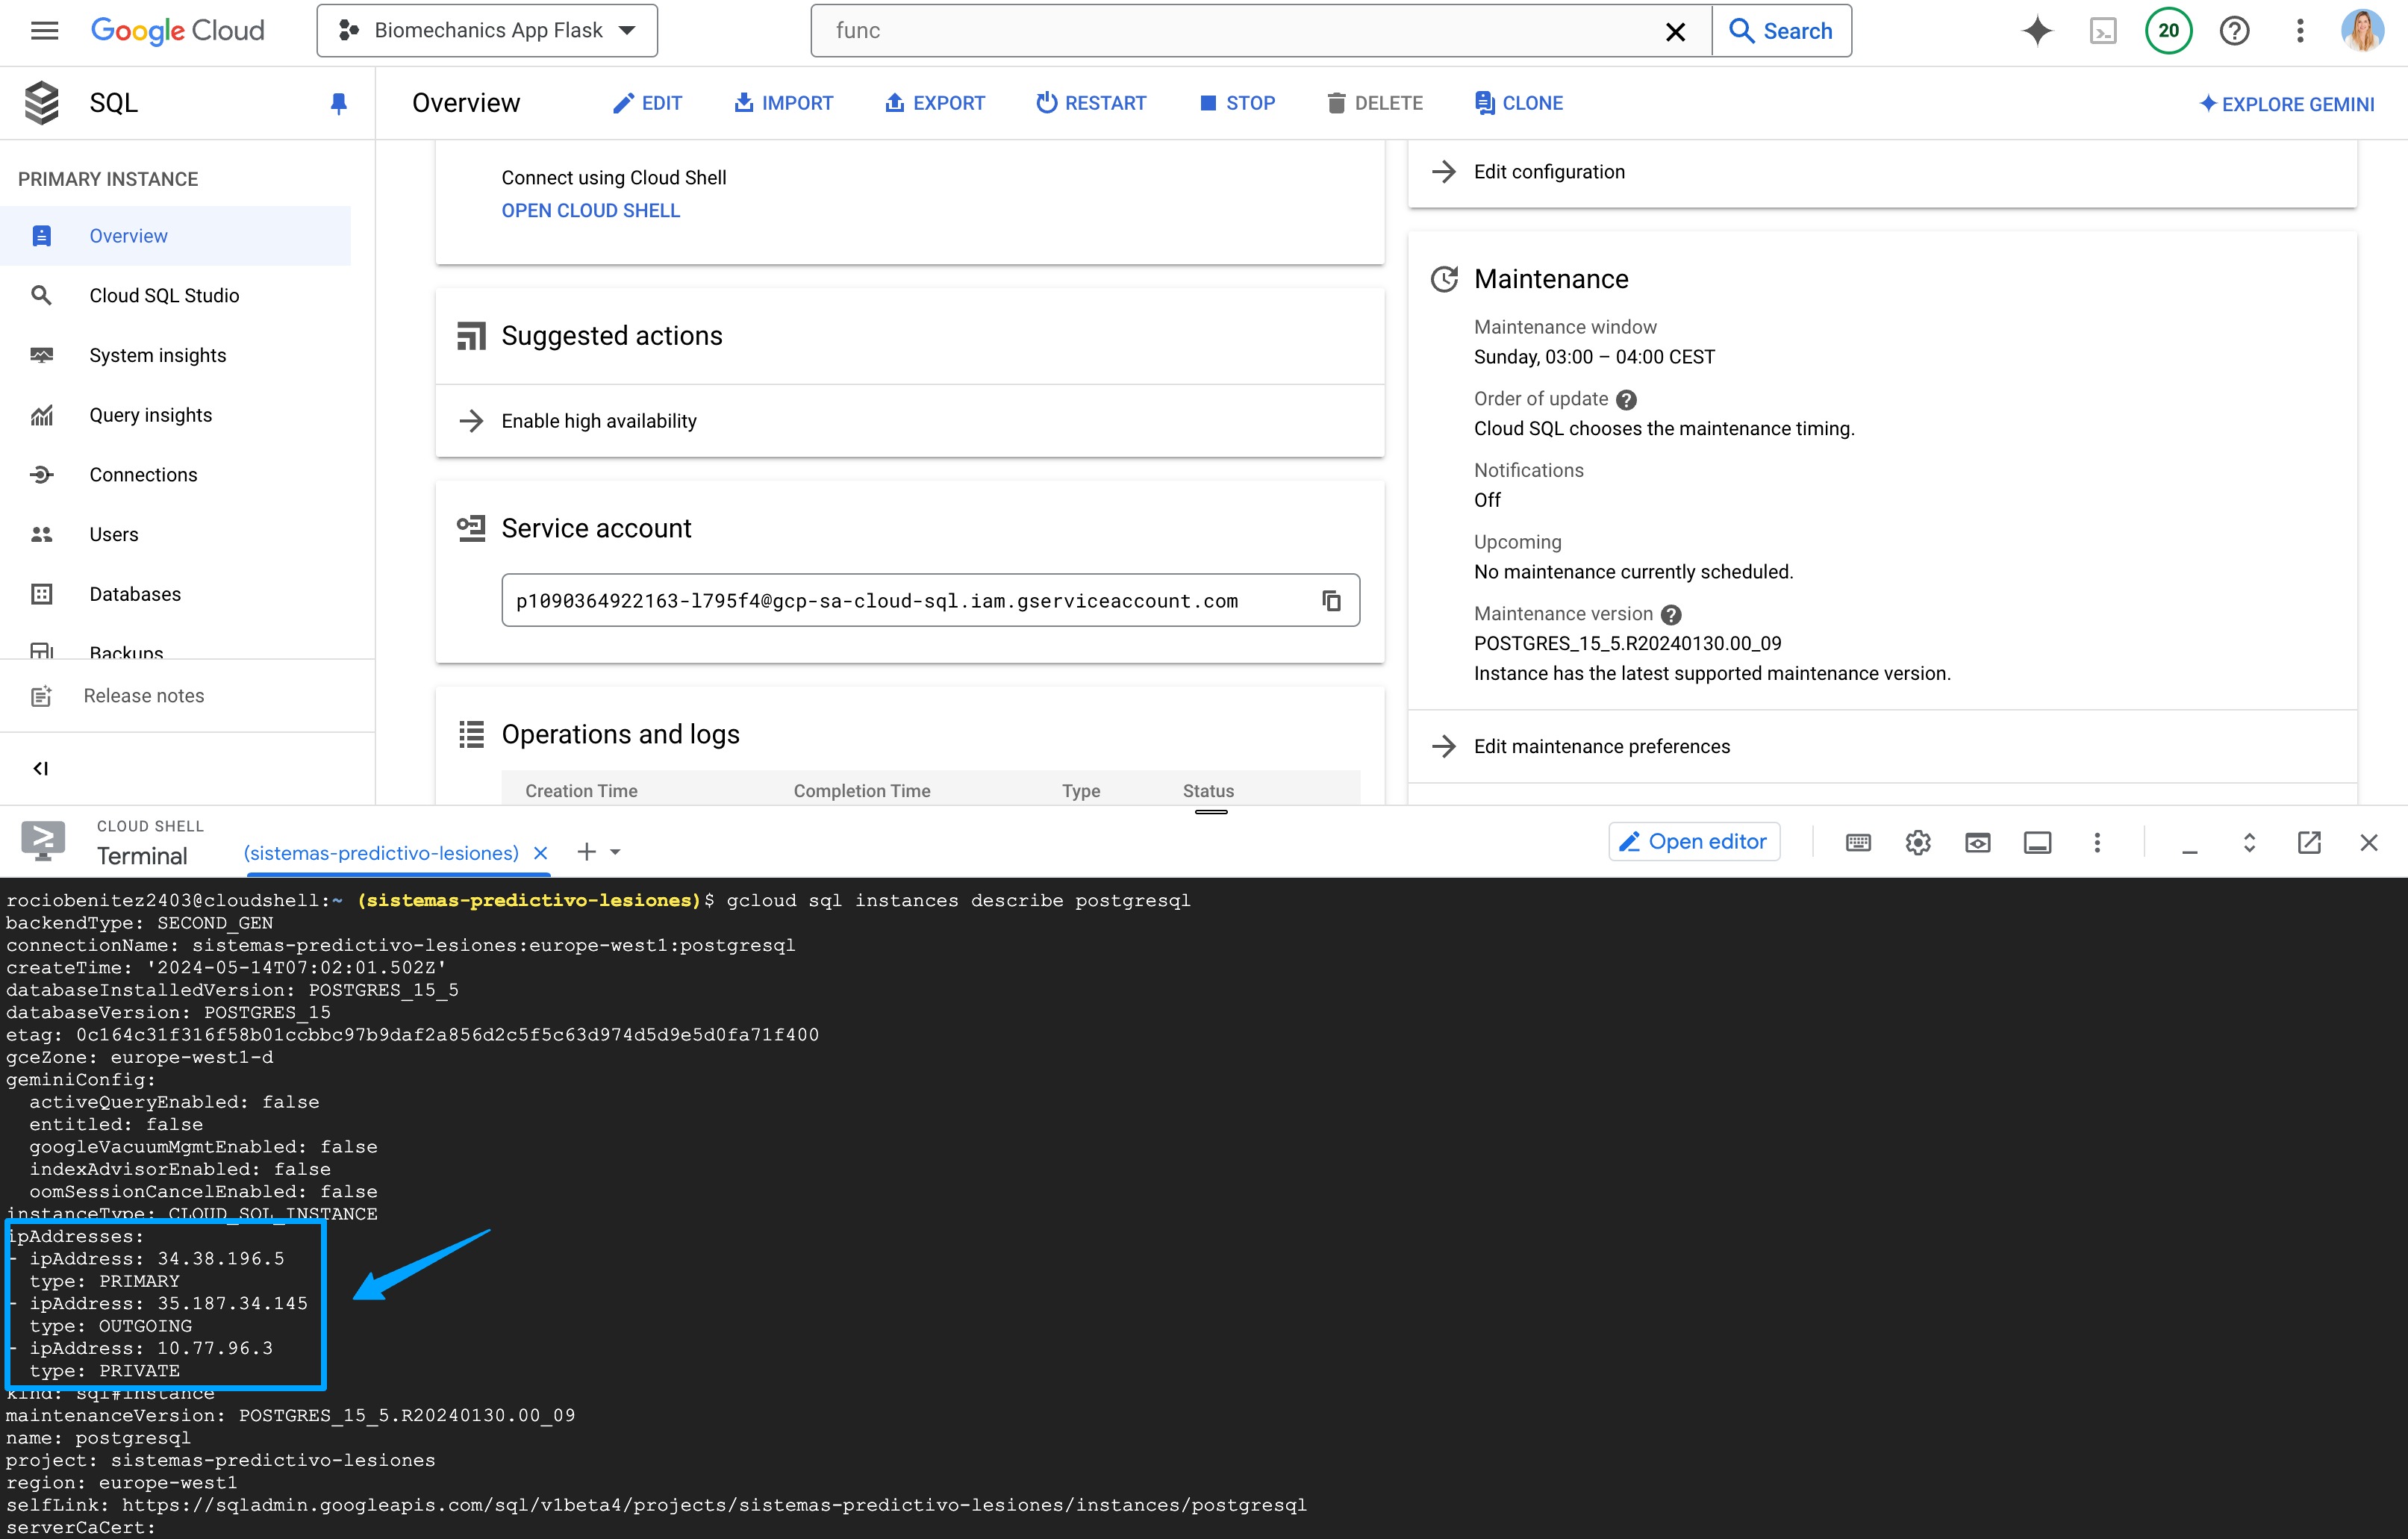 Google Cloud
Biomechanics App Flask
func
Search
20
SQL
Overview
EDIT
IMPORT
EXPORT
RESTART
STOP
DELETE
CLONE
EXPLORE GEMINI
PRIMARY INSTANCE
Overview
Cloud SQL Studio
System insights
Query insights
Connections
Users
Databases
Backups
Release notes
Connect using Cloud Shell
OPEN CLOUD SHELL
Suggested actions
Enable high availability
Service account
p1090364922163-l795f4@gcp-sa-cloud-sql.iam.gserviceaccount.com
Operations and logs
Creation Time Completion Time Type Status
Edit configuration
Maintenance
Maintenance window
Sunday, 03:00 – 04:00 CEST
Order of update
Cloud SQL chooses the maintenance timing.
Notifications
Off
Upcoming
No maintenance currently scheduled.
Maintenance version
POSTGRES_15_5.R20240130.00_09
Instance has the latest supported maintenance version.
Edit maintenance preferences
CLOUD SHELL
Terminal
(sistemas-predictivo-lesiones)
Open editor
rociobenitez2403@cloudshell:~ (sistemas-predictivo-lesiones)$ gcloud sql instances describe postgresql
backendType: SECOND_GEN
connectionName: sistemas-predictivo-lesiones:europe-west1:postgresql
createTime: '2024-05-14T07:02:01.502Z'
databaseInstalledVersion: POSTGRES_15_5
databaseVersion: POSTGRES_15
etag: 0c164c31f316f58b01ccbbc97b9daf2a856d2c5f5c63d974d5d9e5d0fa71f400
gceZone: europe-west1-d
geminiConfig:
  activeQueryEnabled: false
  entitled: false
  googleVacuumMgmtEnabled: false
  indexAdvisorEnabled: false
  oomSessionCancelEnabled: false
instanceType: CLOUD_SQL_INSTANCE
ipAddresses:
- ipAddress: 34.38.196.5
  type: PRIMARY
- ipAddress: 35.187.34.145
  type: OUTGOING
- ipAddress: 10.77.96.3
  type: PRIVATE
kind: sql#instance
maintenanceVersion: POSTGRES_15_5.R20240130.00_09
name: postgresql
project: sistemas-predictivo-lesiones
region: europe-west1
selfLink: https://sqladmin.googleapis.com/sql/v1beta4/projects/sistemas-predictivo-lesiones/instances/postgresql
serverCaCert: